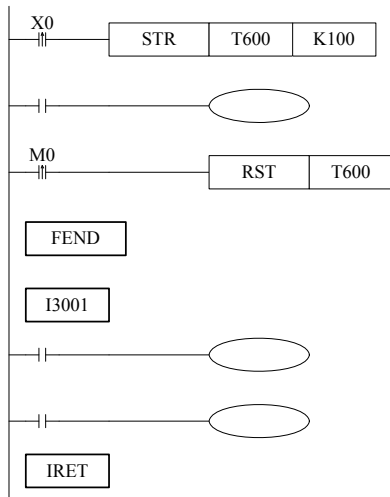 X0
STR T600 K100
M0
RST T600
FEND
I3001
IRET